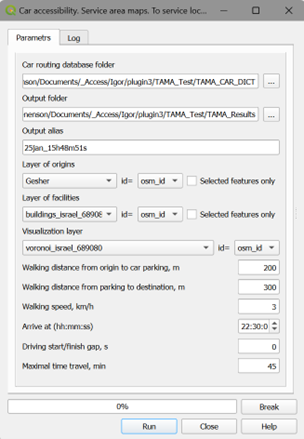 Car accessibility. Service area maps. To service loc...
Parametrs Log
Car routing database folder
nson/Documents/_Access/Igor/plugin3/TAMA_Test/TAMA_CAR_DICT ...
Output folder
nenson/Documents/_Access/Igor/plugin3/TAMA_Test/TAMA_Results ...
Output alias
25jan_15h48m51s
Layer of origins
Gesher id= osm_id Selected features only
Layer of facilities
buildings_israel_68908 id= osm_id Selected features only
Visualization layer
voronoi_israel_689080 id= osm_id
Walking distance from origin to car parking, m 200
Walking distance from parking to destination, m 300
Walking speed, km/h 3
Arrive at (hh:mm:ss) 22:30:0
Driving start/finish gap, s 0
Maximal time travel, min 45
0% Break
Run Close Help